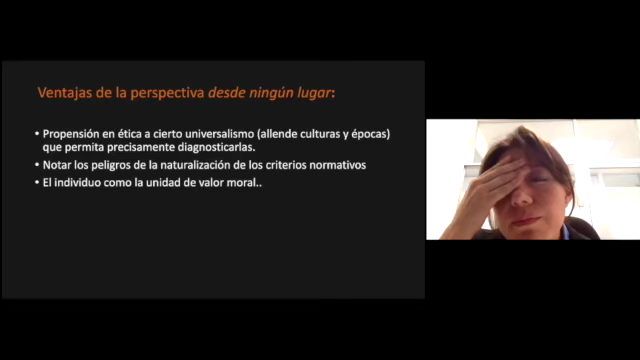 Ventajas de la perspectiva desde ningún lugar:
• Propensión en ética a cierto universalismo (allende culturas y épocas)
que permita precisamente diagnosticarlas.
• Notar los peligros de la naturalización de los criterios normativos
• El individuo como la unidad de valor moral..